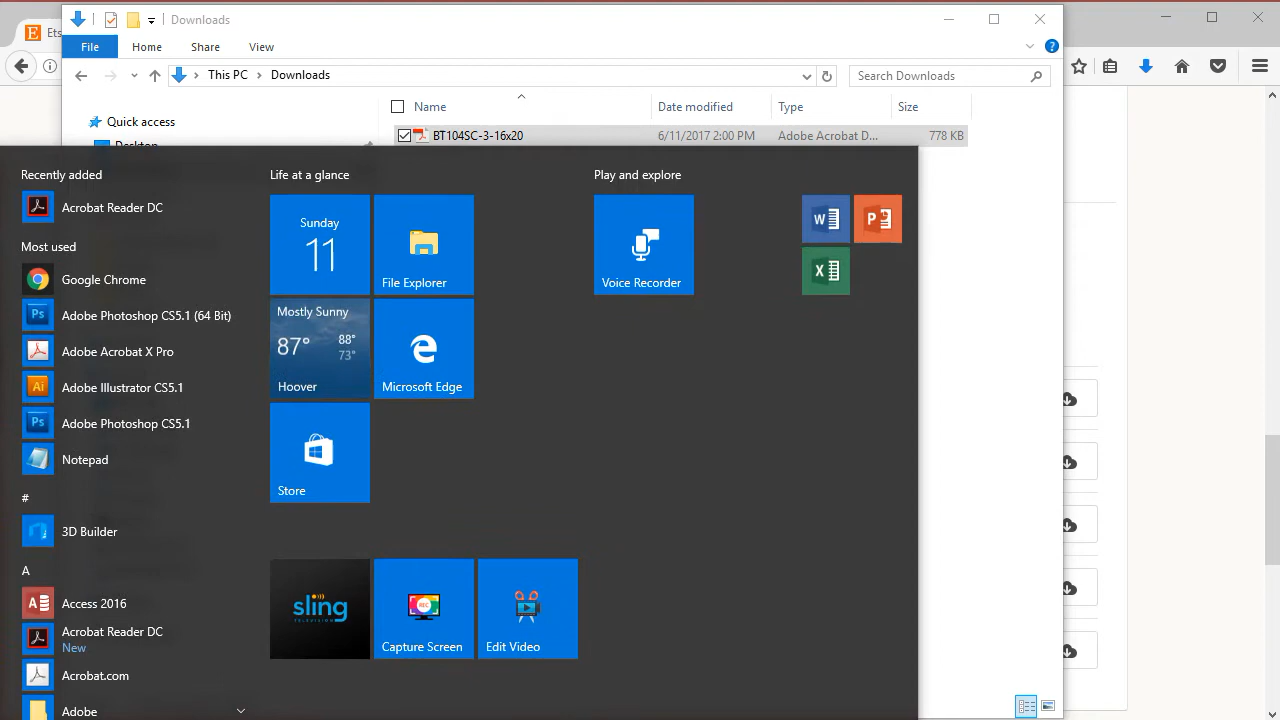 Downloads
Ets
File
Home
Share
View
This PC
Downloads
Search Downloads
Name
Date modified
Type
Size
Quick access
BT104SC-3-16x20
6/11/2017 2:00 PM
Adobe Acrobat D...
778 KB
Desktop
Recently added
Life at a glance
Play and explore
Acrobat Reader DC
Most used
Google Chrome
Adobe Photoshop CS5.1 (64 Bit)
Adobe Acrobat X Pro
Adobe Illustrator CS5.1
Adobe Photoshop CS5.1
Notepad
#
3D Builder
A
Access 2016
Acrobat Reader DC
New
Acrobat.com
Adobe
Sunday
11
File Explorer
Mostly Sunny
87°
88°
73°
Hoover
Microsoft Edge
Store
sling
TELEVISION
REC
Capture Screen
Edit Video
Voice Recorder